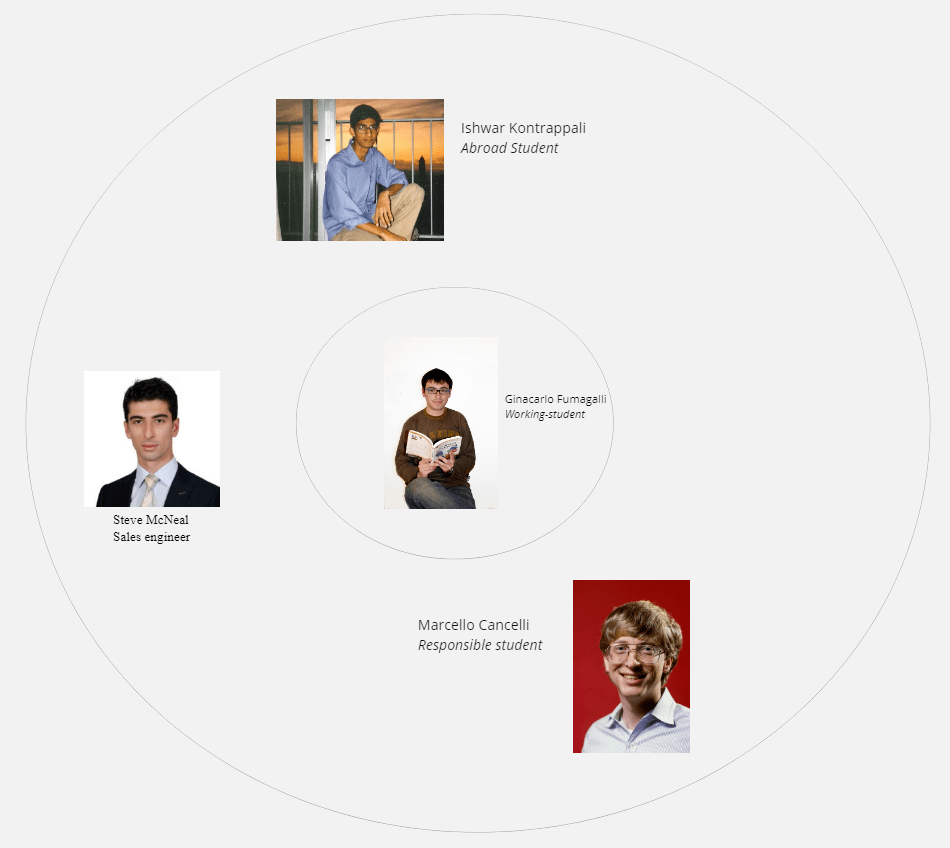 Ishwar Kontrappali
Abroad Student
Ginacarlo Fumagalli
Working-student
Steve McNeal
Sales engineer
Marcello Cancelli
Responsible student